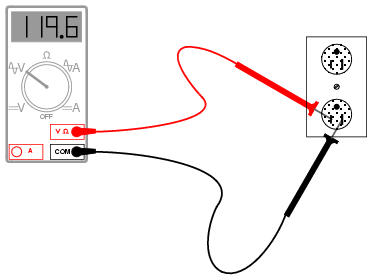 119.6
Ω
V A
V A
OFF
V Ω
A COM